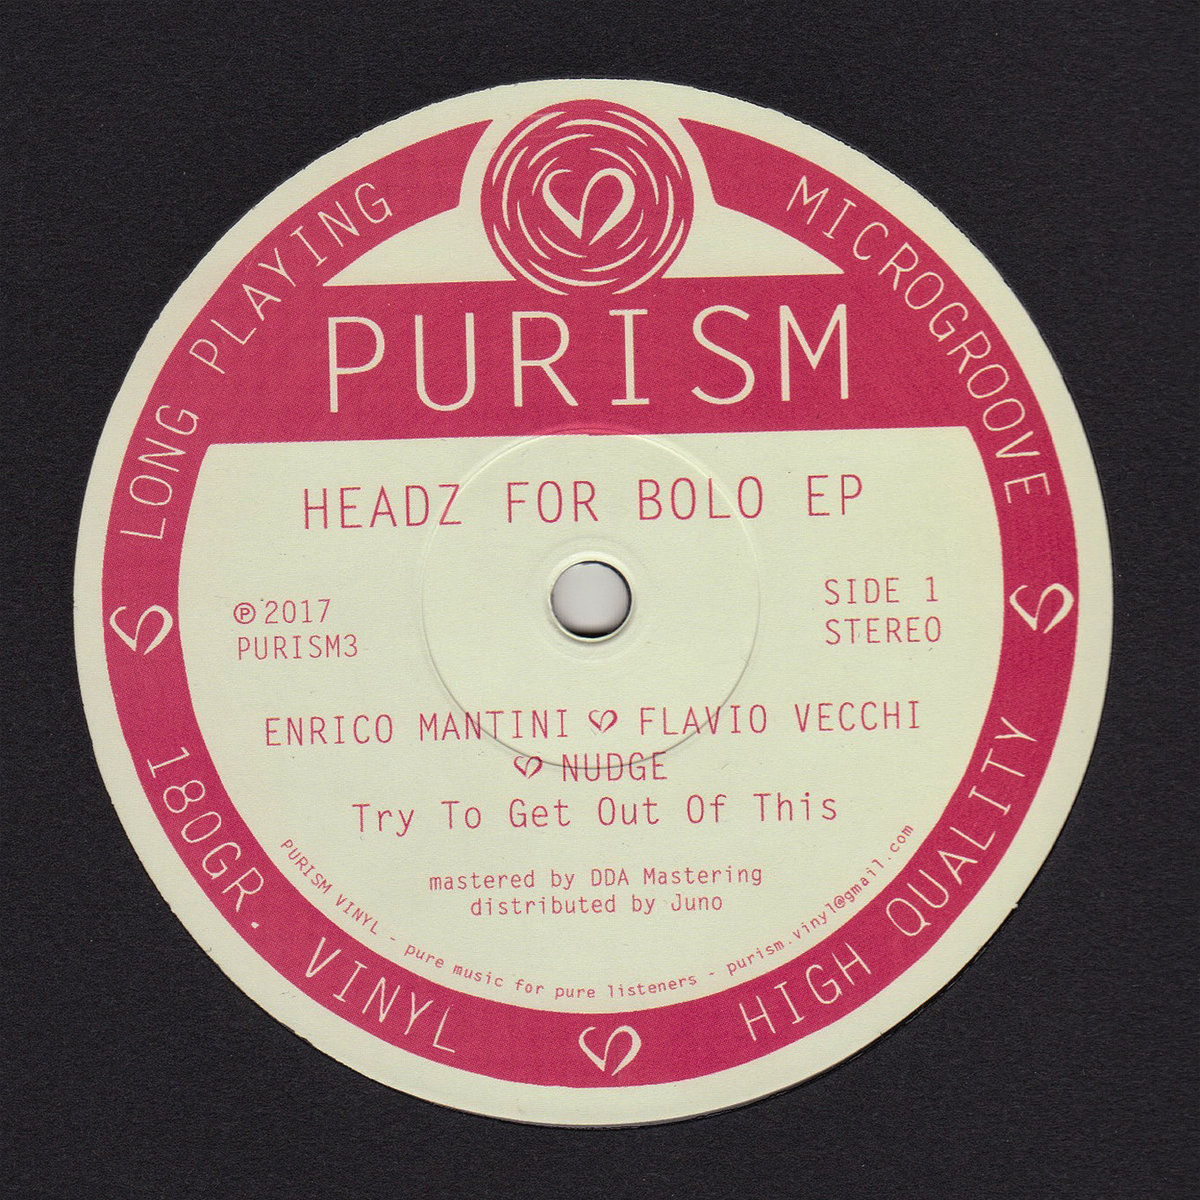 LONG PLAYING
MICROGROOVE
PURISM
HEADZ FOR BOLO EP
℗ 2017
PURISM3
SIDE 1
STEREO
ENRICO MANTINI FLAVIO VECCHI
NUDGE
Try To Get Out Of This
mastered by DDA Mastering
distributed by Juno
PURISM VINYL - pure music for pure listeners - purism.vinyl@gmail.com
180GR. VINYL
HIGH QUALITY